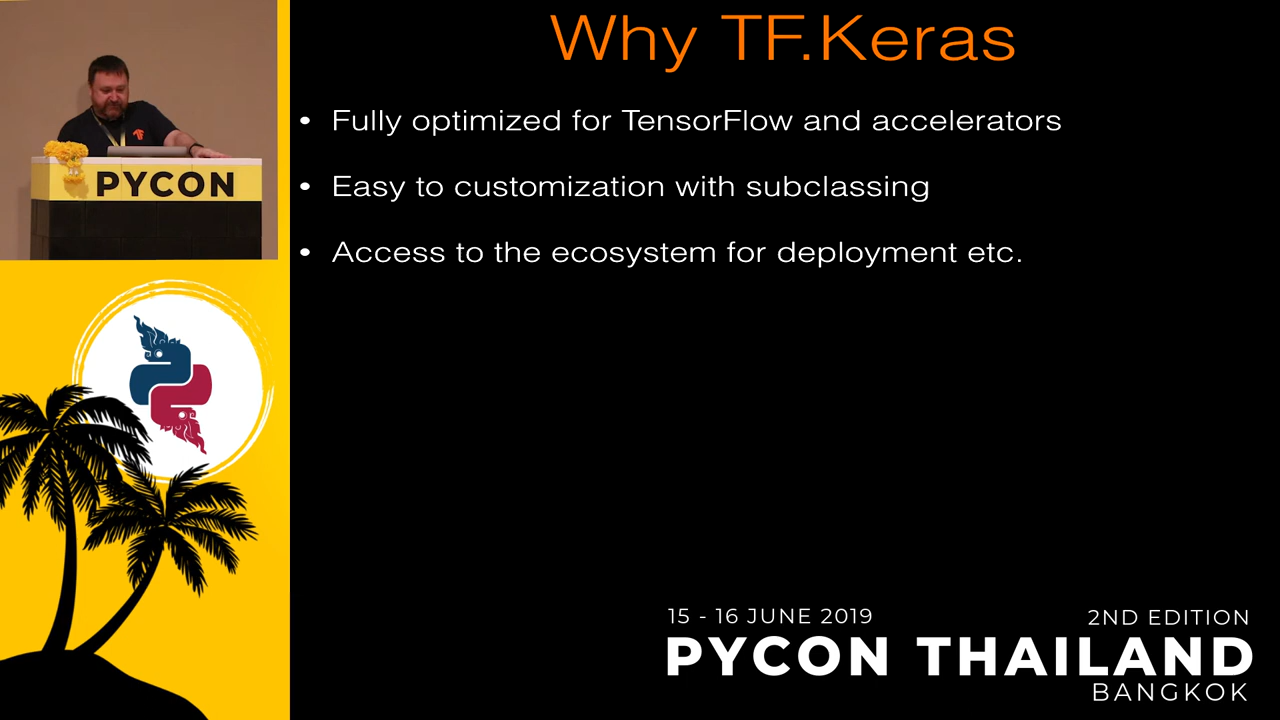 Why TF.Keras
• Fully optimized for TensorFlow and accelerators
• Easy to customization with subclassing
• Access to the ecosystem for deployment etc.
PYCON
15 - 16 JUNE 2019
2ND EDITION
PYCON THAILAND
BANGKOK